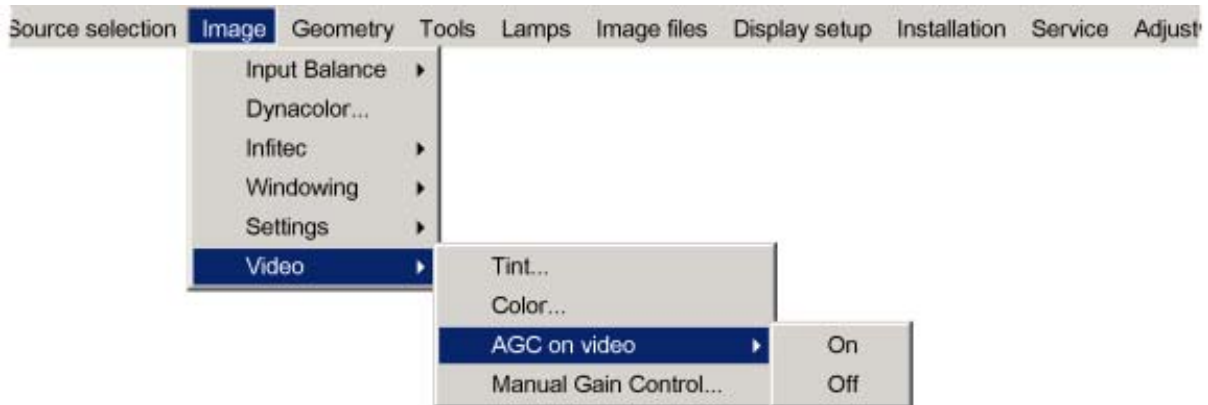 Source selection Image Geometry Tools Lamps Image files Display setup Installation Service Adjust
Input Balance
Dynacolor...
Infitec
Windowing
Settings
Video
Tint...
Color...
AGC on video
On
Manual Gain Control...
Off